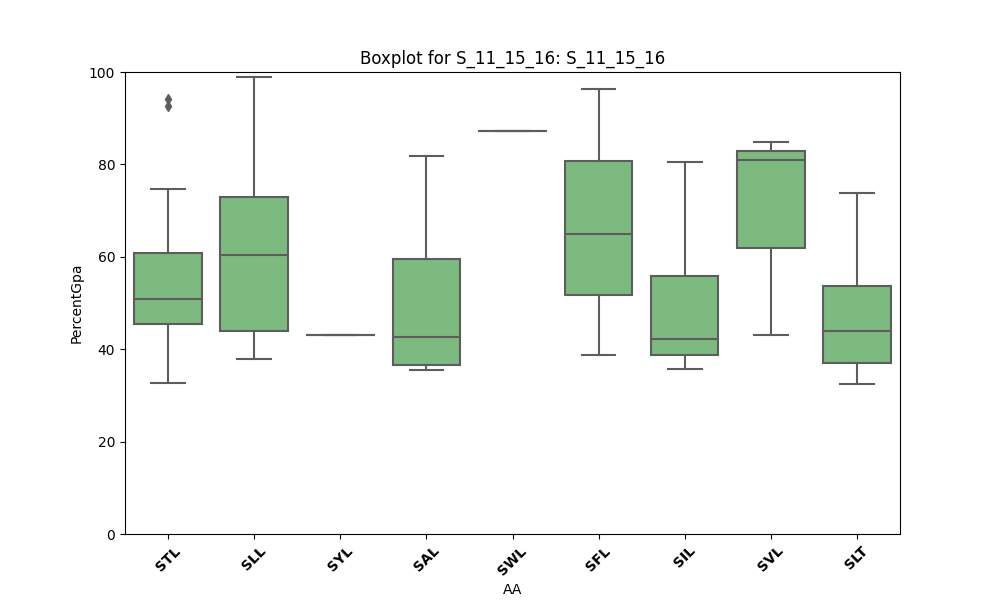 Boxplot for S_11_15_16: S_11_15_16
100
80
60
40
20
0
PercentGpa
STL SLL SYL SAL SWL SFL SIL SVL SLT
AA